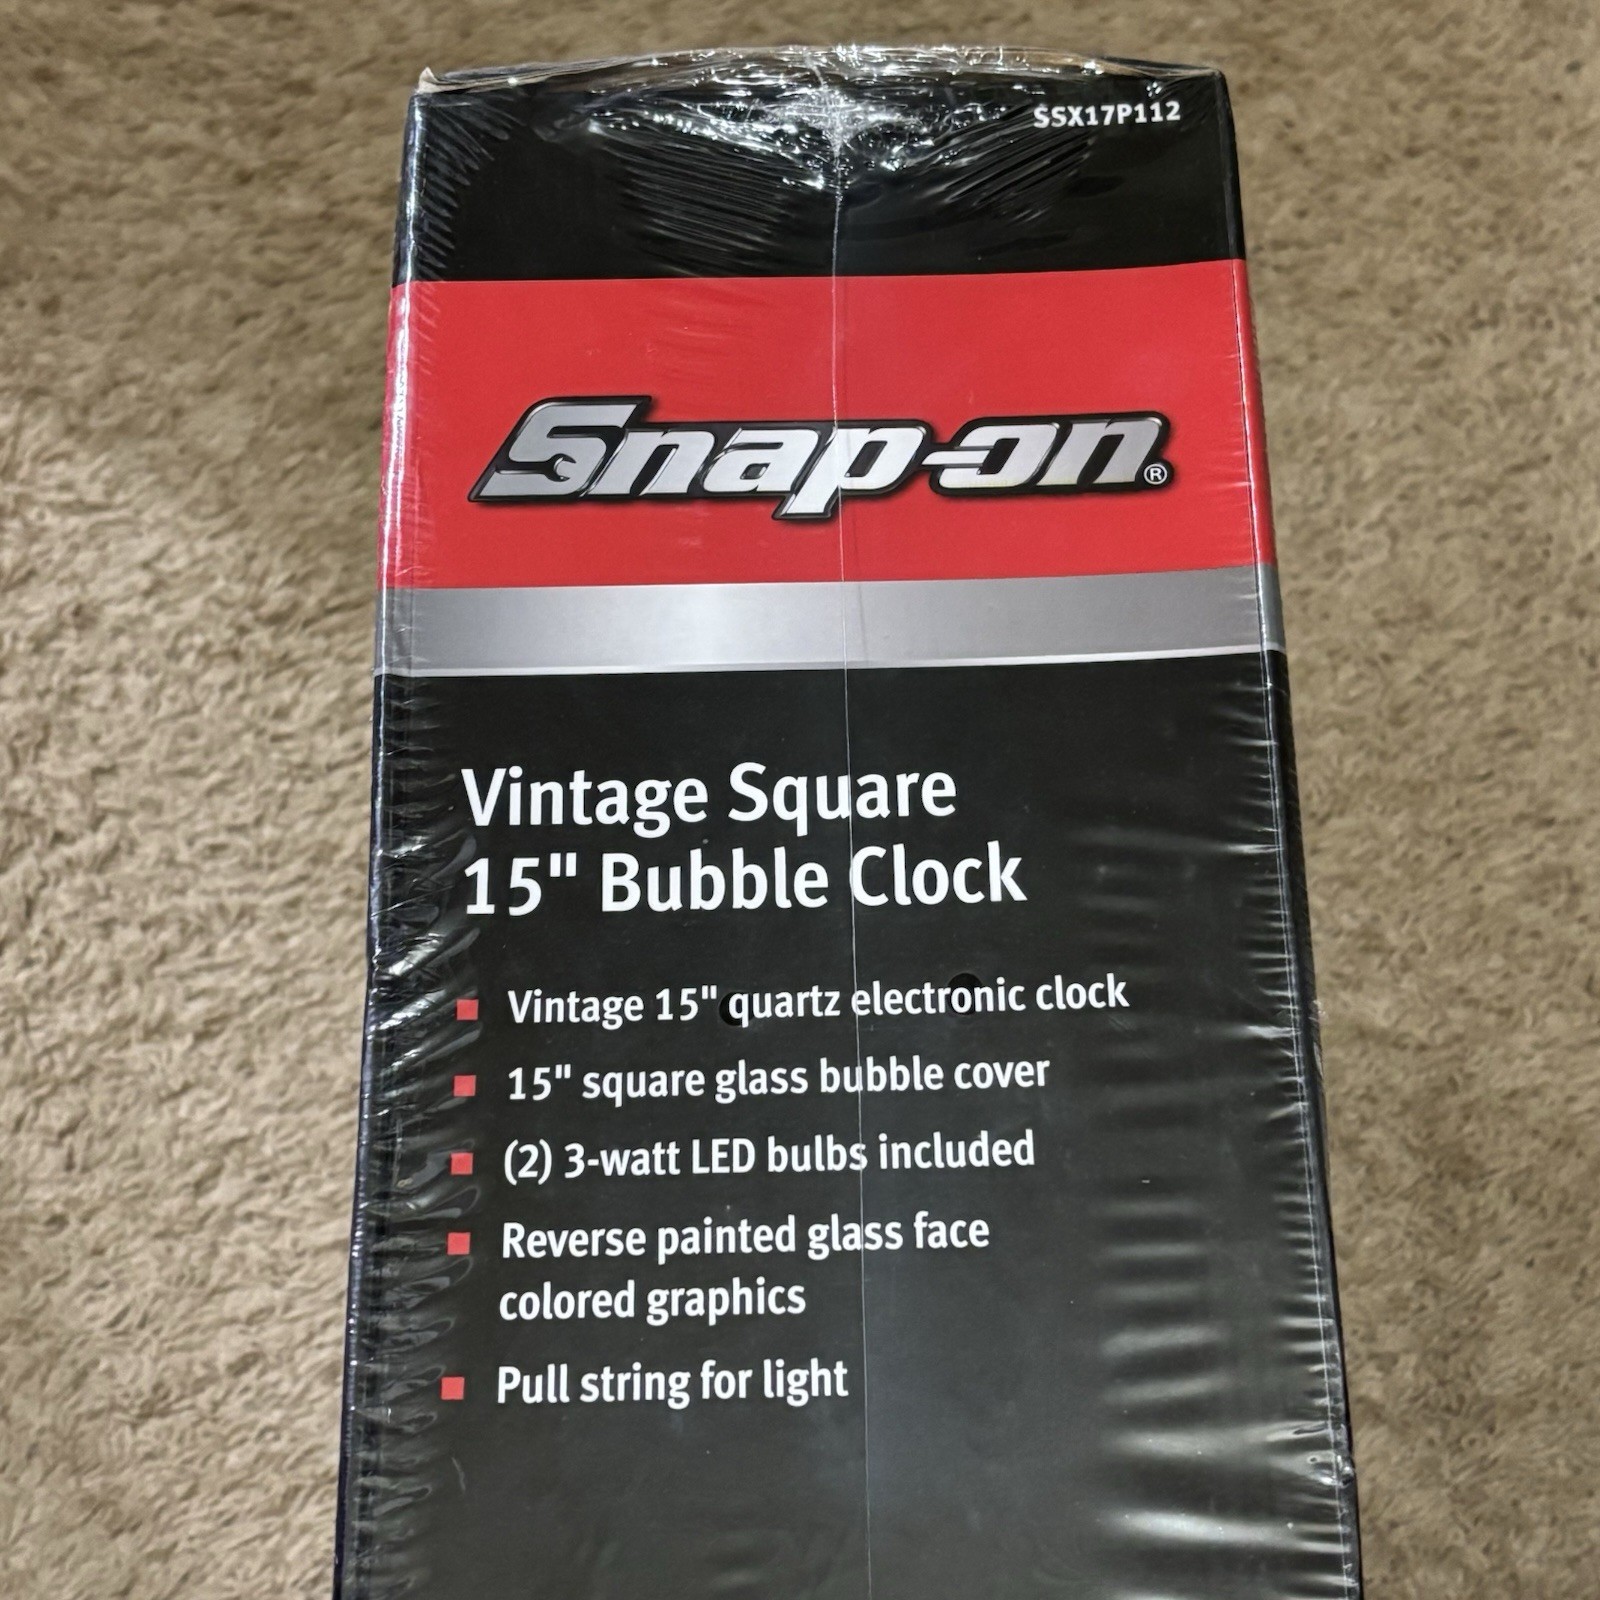 SSX17P112
Snap-on®
Vintage Square
15" Bubble Clock
Vintage 15" quartz electronic clock
15" square glass bubble cover
(2) 3-watt LED bulbs included
Reverse painted glass face
colored graphics
Pull string for light